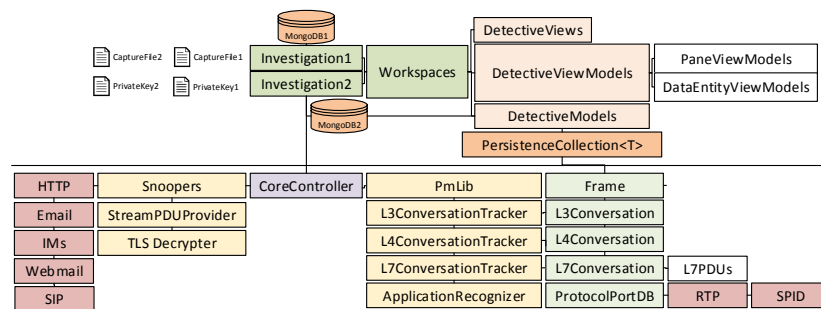 MongoDB1
CaptureFile2
CaptureFile1
PrivateKey2
PrivateKey1
Investigation1
Investigation2
Workspaces
DetectiveViews
DetectiveViewModels
PaneViewModels
DataEntityViewModels
MongoDB2
DetectiveModels
PersistenceCollection<T>
HTTP
Snoopers
CoreController
PmLib
Frame
Email
StreamPDUProvider
L3ConversationTracker
L3Conversation
IMs
TLS Decrypter
L4ConversationTracker
L4Conversation
Webmail
L7ConversationTracker
L7Conversation
L7PDUs
SIP
ApplicationRecognizer
ProtocolPortDB
RTP
SPID